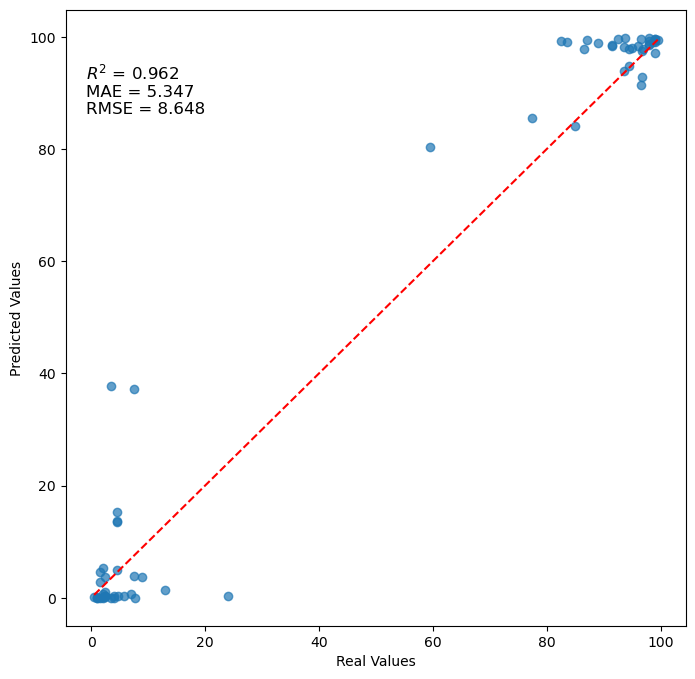 R² = 0.962
MAE = 5.347
RMSE = 8.648
100
80
60
40
20
0
Predicted Values
0 20 40 60 80 100
Real Values